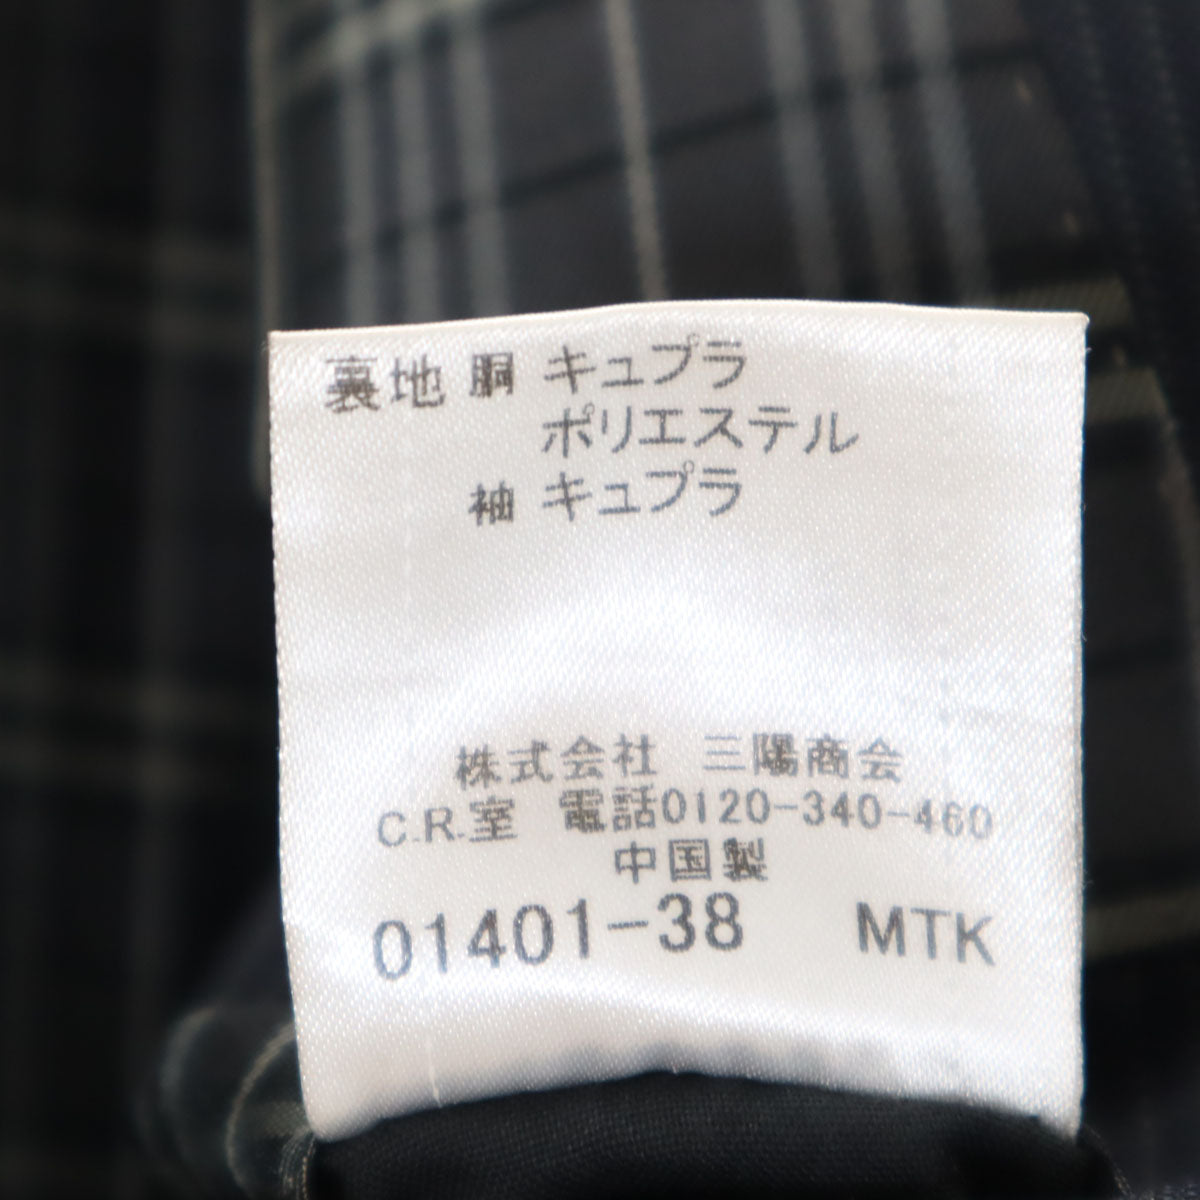 裏地 胴 キュプラ
ポリエステル
袖 キュプラ
株式会社 三陽商会
C.R.室 電話0120-340-460
中国製
01401-38 MTK